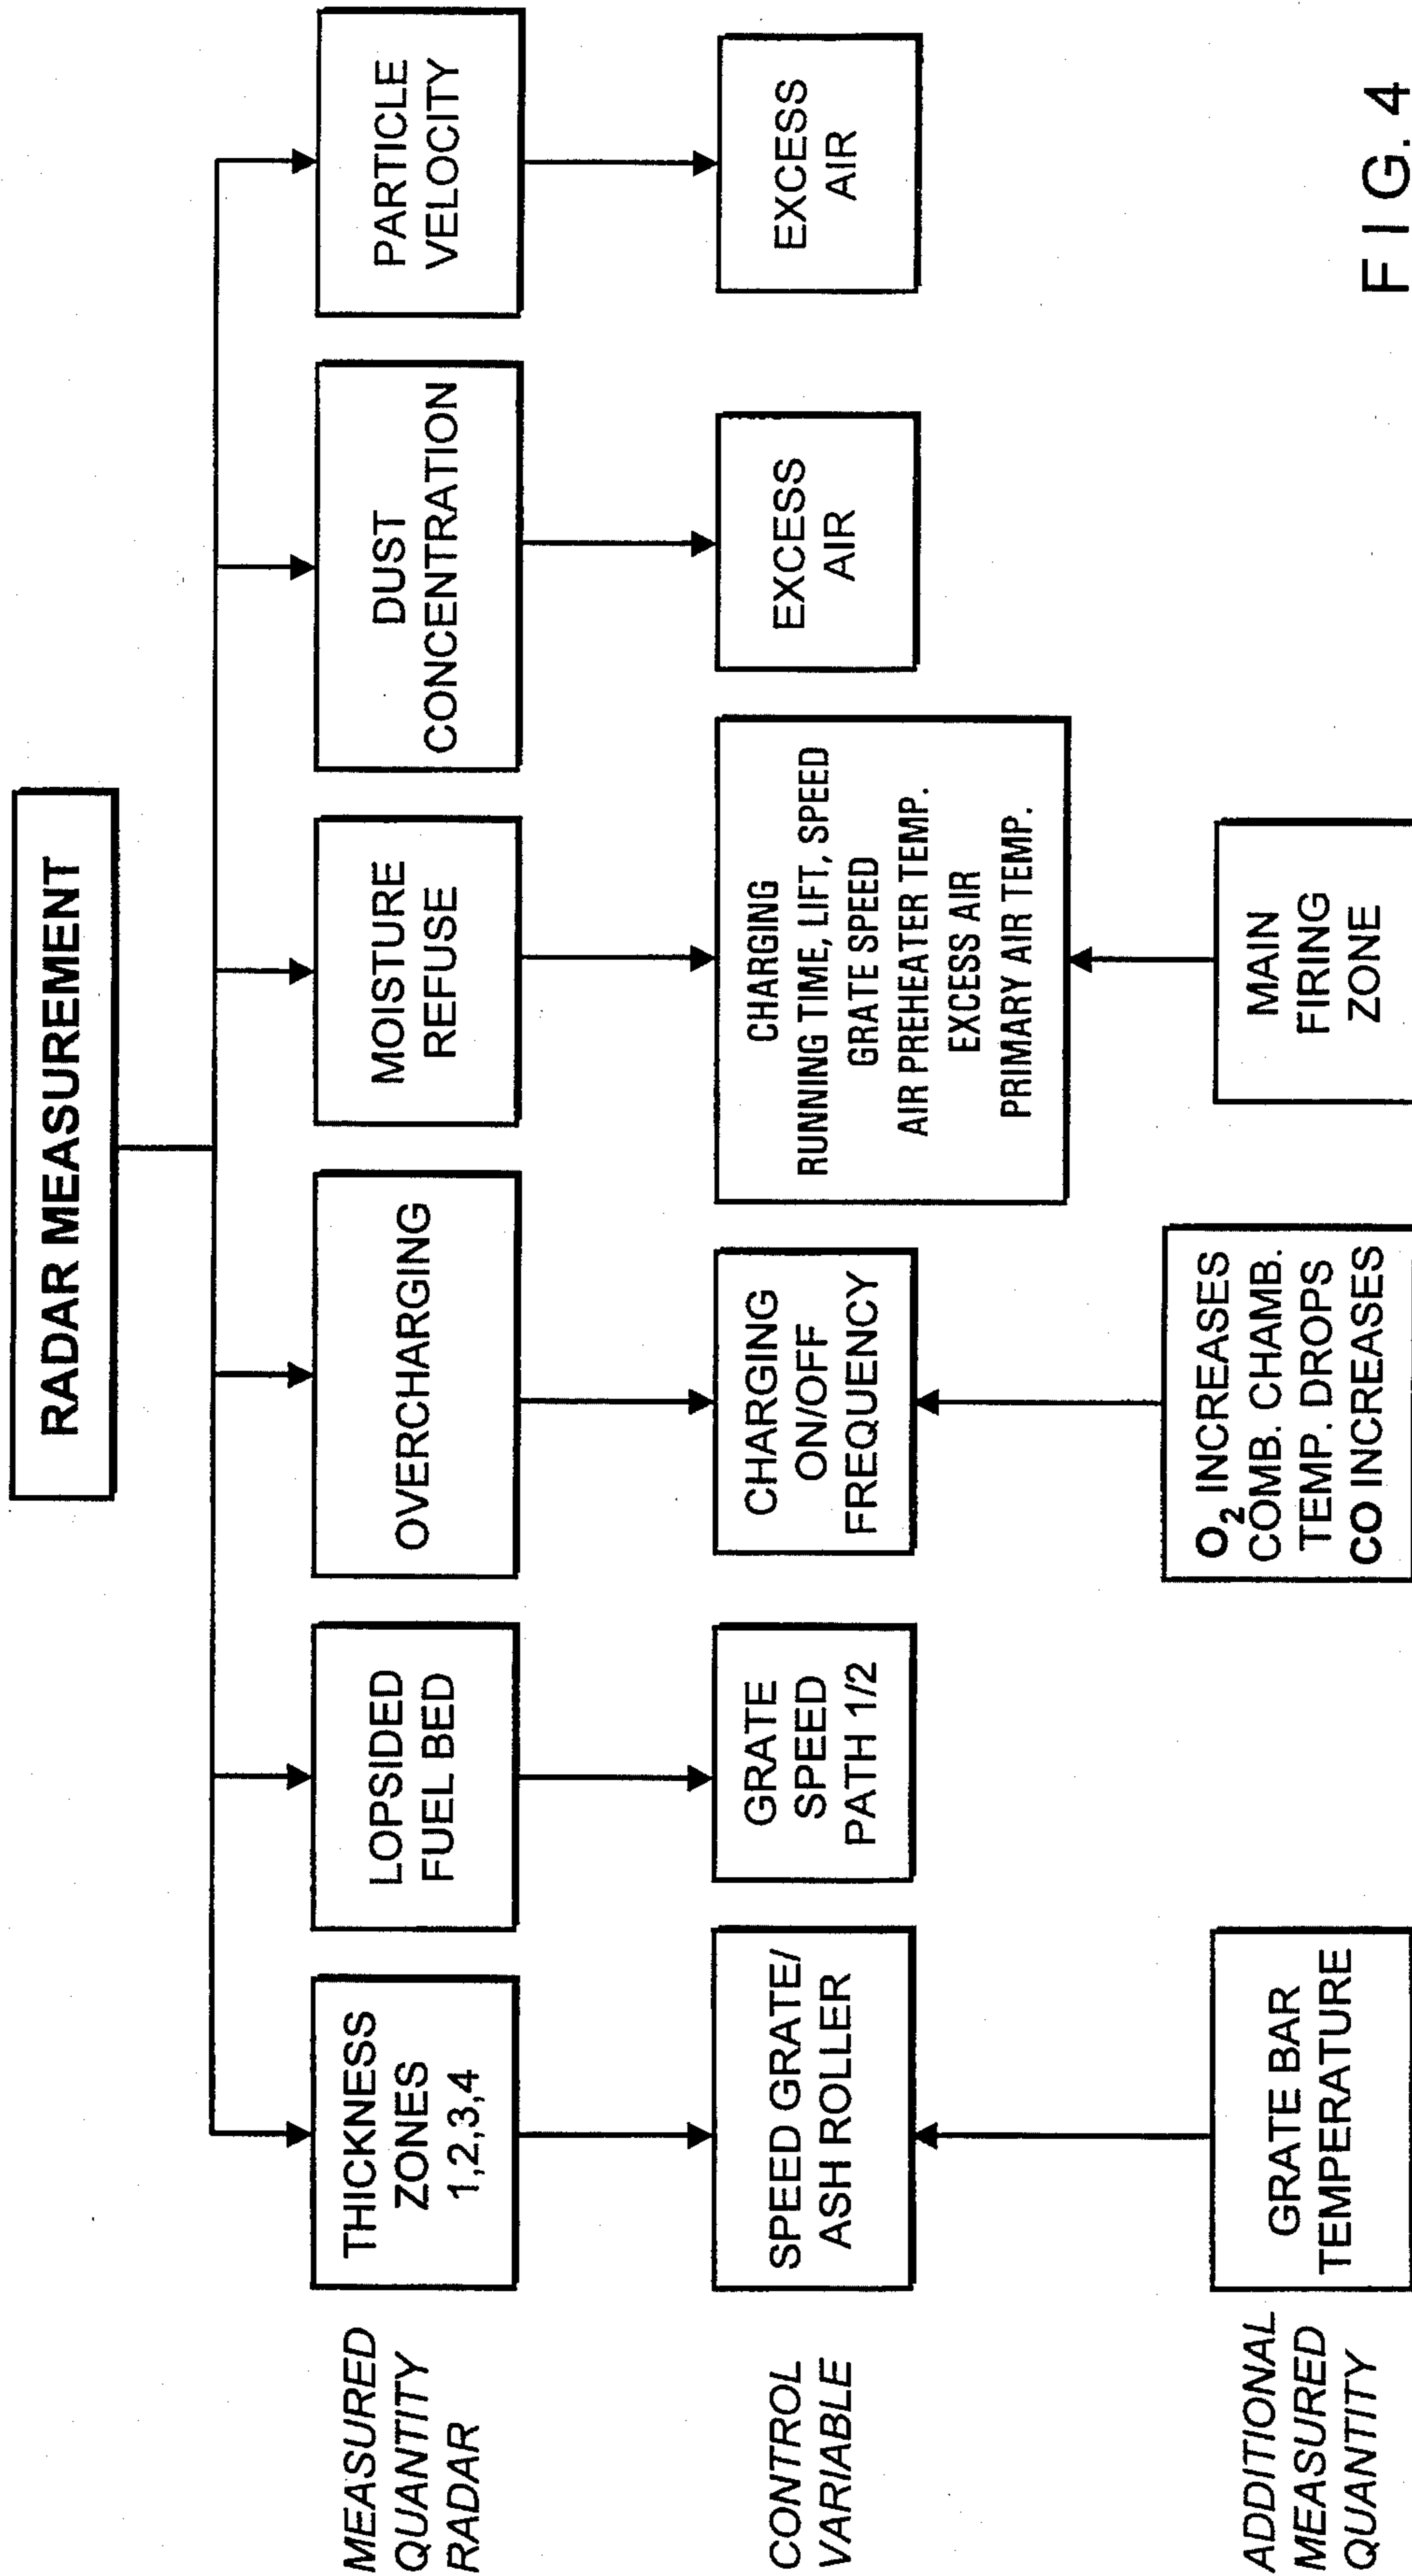 RADAR MEASUREMENT
MEASURED
QUANTITY
RADAR
THICKNESS
ZONES
1,2,3,4
LOPSIDED
FUEL BED
OVERCHARGING
MOISTURE
REFUSE
DUST
CONCENTRATION
PARTICLE
VELOCITY
CONTROL
VARIABLE
SPEED GRATE/
ASH ROLLER
GRATE
SPEED
PATH 1/2
CHARGING
ON/OFF
FREQUENCY
CHARGING
RUNNING TIME, LIFT, SPEED
GRATE SPEED
AIR PREHEATER TEMP.
EXCESS AIR
PRIMARY AIR TEMP.
EXCESS
AIR
EXCESS
AIR
ADDITIONAL
MEASURED
QUANTITY
GRATE BAR
TEMPERATURE
O₂ INCREASES
COMB. CHAMB.
TEMP. DROPS
CO INCREASES
MAIN
FIRING
ZONE
FIG. 4